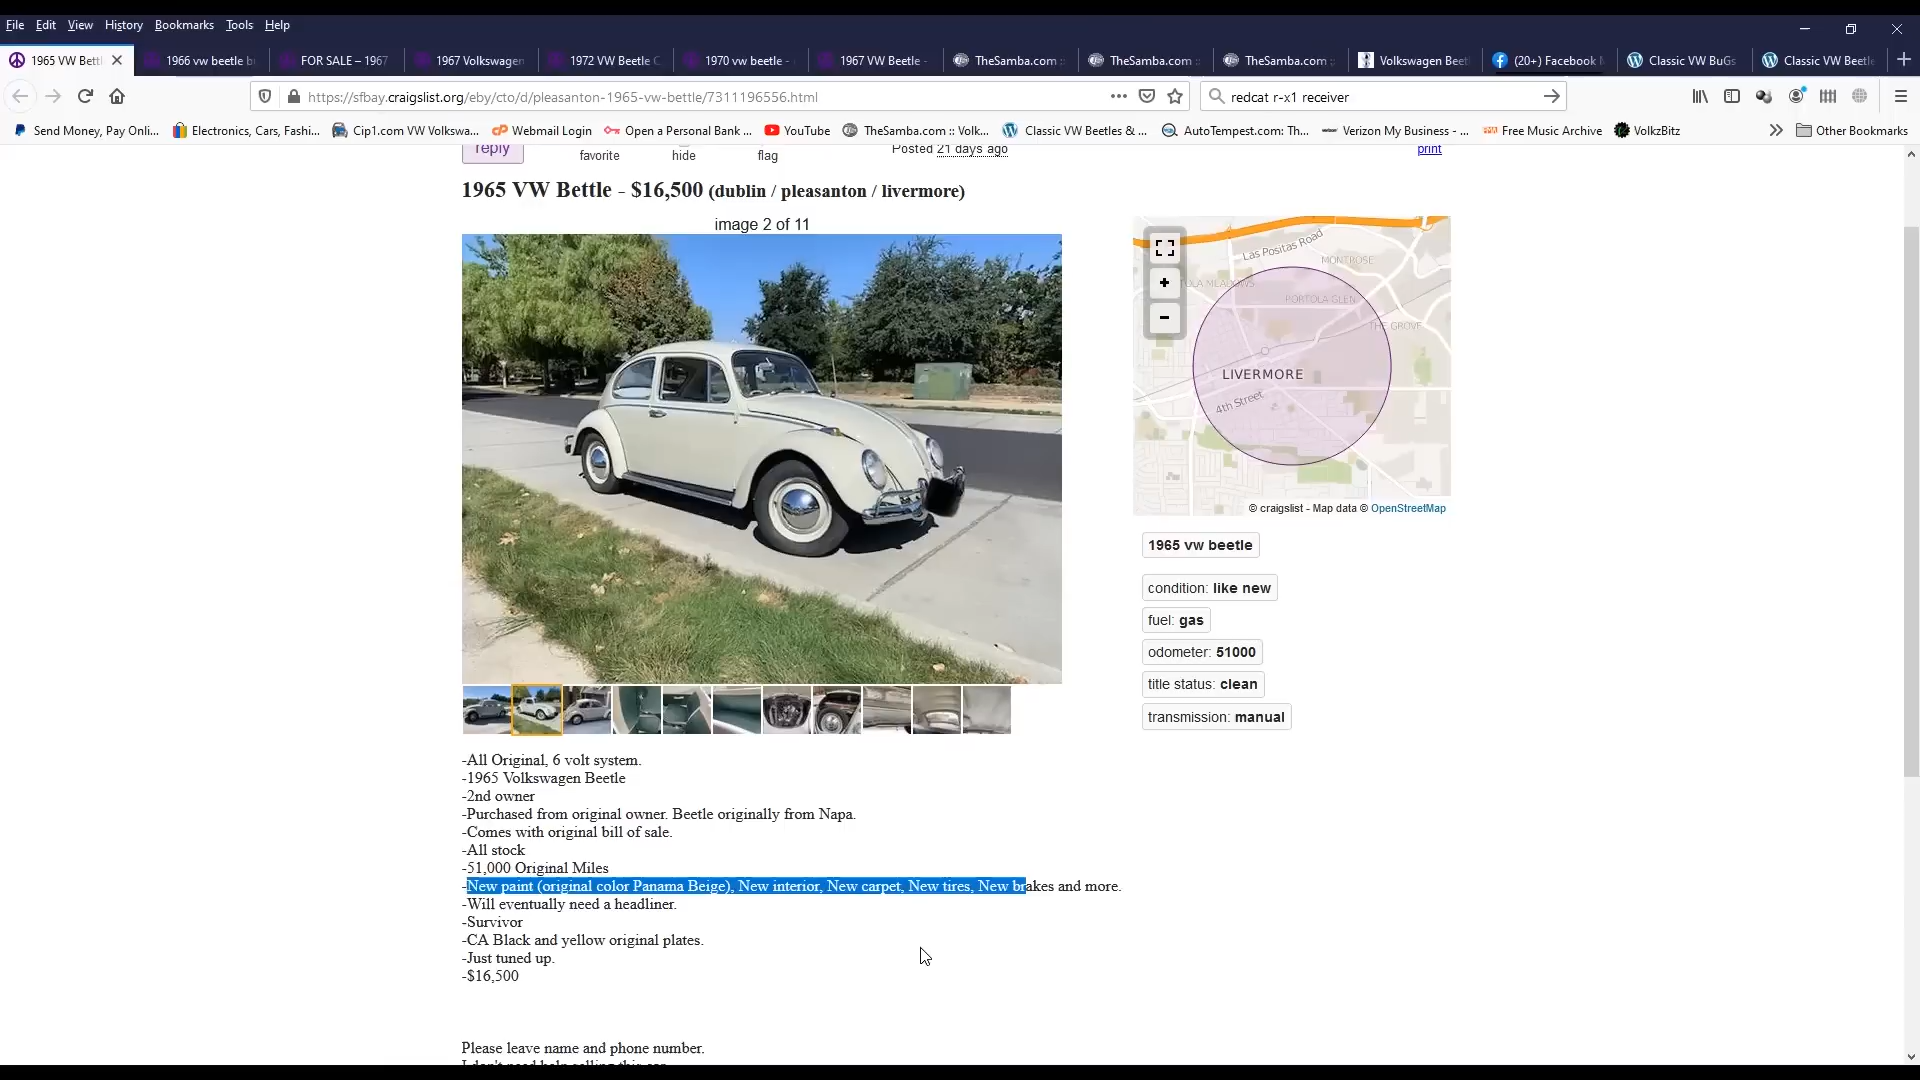 File Edit View History Bookmarks Tools Help
1965 VW Bettl
1966 vw beetle b
FOR SALE – 1967
1967 Volkswagen
1972 VW Beetle C
1970 vw beetle -
1967 VW Beetle -
TheSamba.com ::
TheSamba.com ::
TheSamba.com ::
Volkswagen Beet
(20+) Facebook
Classic VW BuGs
Classic VW Beetle
https://sfbay.craigslist.org/eby/cto/d/pleasanton-1965-vw-bettle/7311196556.html
redcat r-x1 receiver
Send Money, Pay Onli...
Electronics, Cars, Fashi...
Cip1.com VW Volkswa...
Webmail Login
Open a Personal Bank ...
YouTube
TheSamba.com :: Volk...
Classic VW Beetles & ...
AutoTempest.com: Th...
Verizon My Business - ...
Free Music Archive
VolkzBitz
Other Bookmarks
reply
favorite
hide
flag
Posted 21 days ago
print
1965 VW Bettle - $16,500 (dublin / pleasanton / livermore)
image 2 of 11
+
−
Las Positas Road
MONTROSE
PORTOLA GLEN
THE GROVE
LIVERMORE
4th Street
© craigslist - Map data © OpenStreetMap
1965 vw beetle
condition: like new
fuel: gas
odometer: 51000
title status: clean
transmission: manual
-All Original, 6 volt system.
-1965 Volkswagen Beetle
-2nd owner
-Purchased from original owner. Beetle originally from Napa.
-Comes with original bill of sale.
-All stock
-51,000 Original Miles
-New paint (original color Panama Beige), New interior, New carpet, New tires, New brakes and more.
-Will eventually need a headliner.
-Survivor
-CA Black and yellow original plates.
-Just tuned up.
-$16,500
Please leave name and phone number.